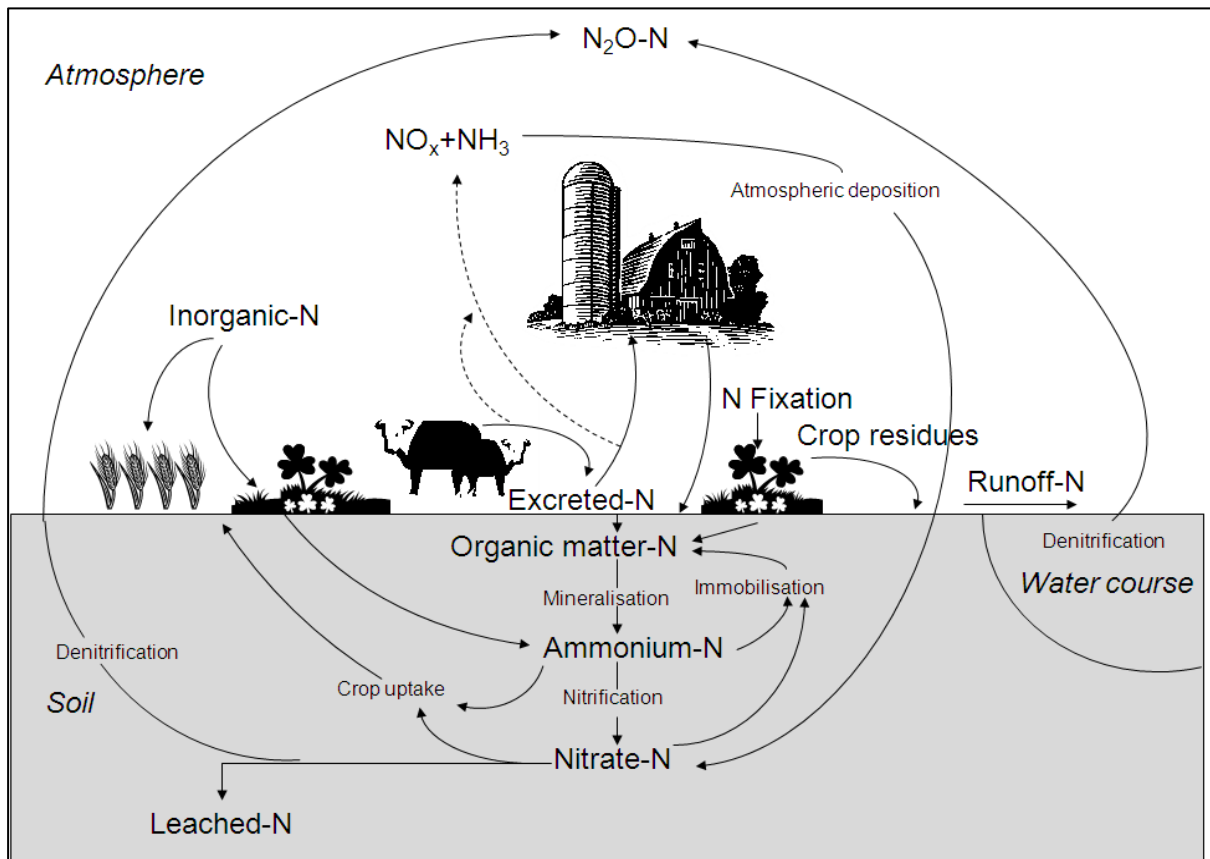 N₂O-N
Atmosphere
NOₓ+NH₃
Atmospheric deposition
Inorganic-N
N Fixation
Crop residues
Runoff-N
Excreted-N
Organic matter-N
Denitrification
Water course
Mineralisation
Immobilisation
Ammonium-N
Denitrification
Soil
Crop uptake
Nitrification
Nitrate-N
Leached-N